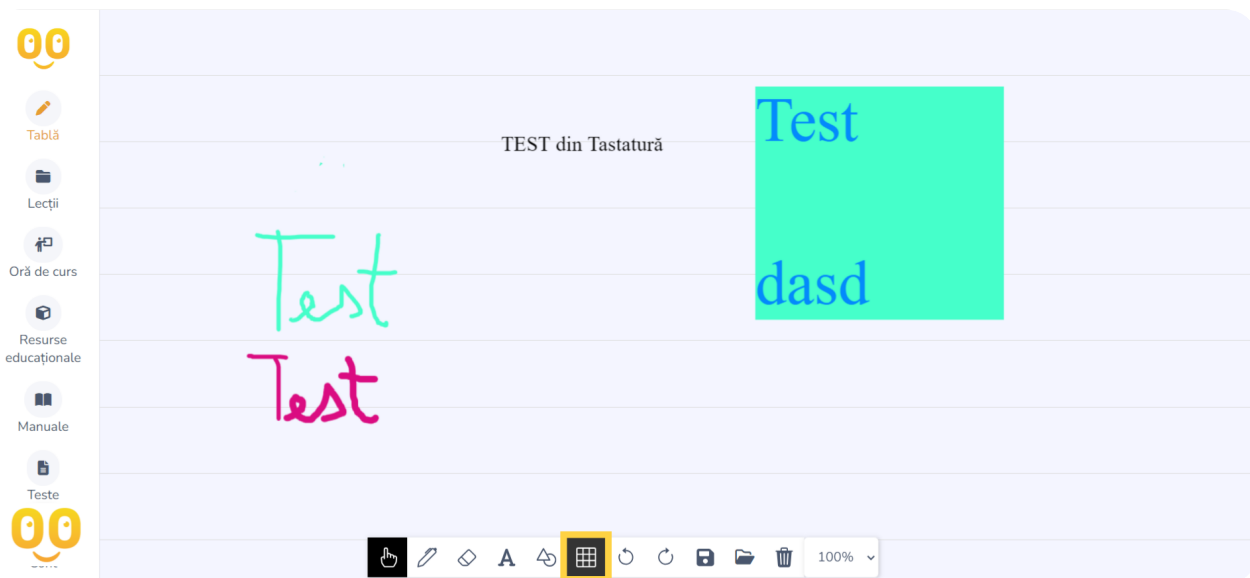 Tablă
Lecții
Oră de curs
Resurse
educaționale
Manuale
Teste
TEST din Tastatură
Test
dasd
Test
Test
A
100%